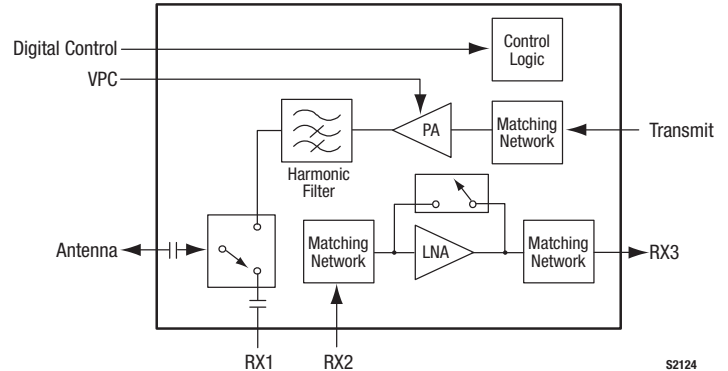 Digital Control
VPC
Control
Logic
PA
Matching
Network
Transmit
Harmonic
Filter
Antenna
Matching
Network
LNA
Matching
Network
RX3
RX1
RX2
S2124